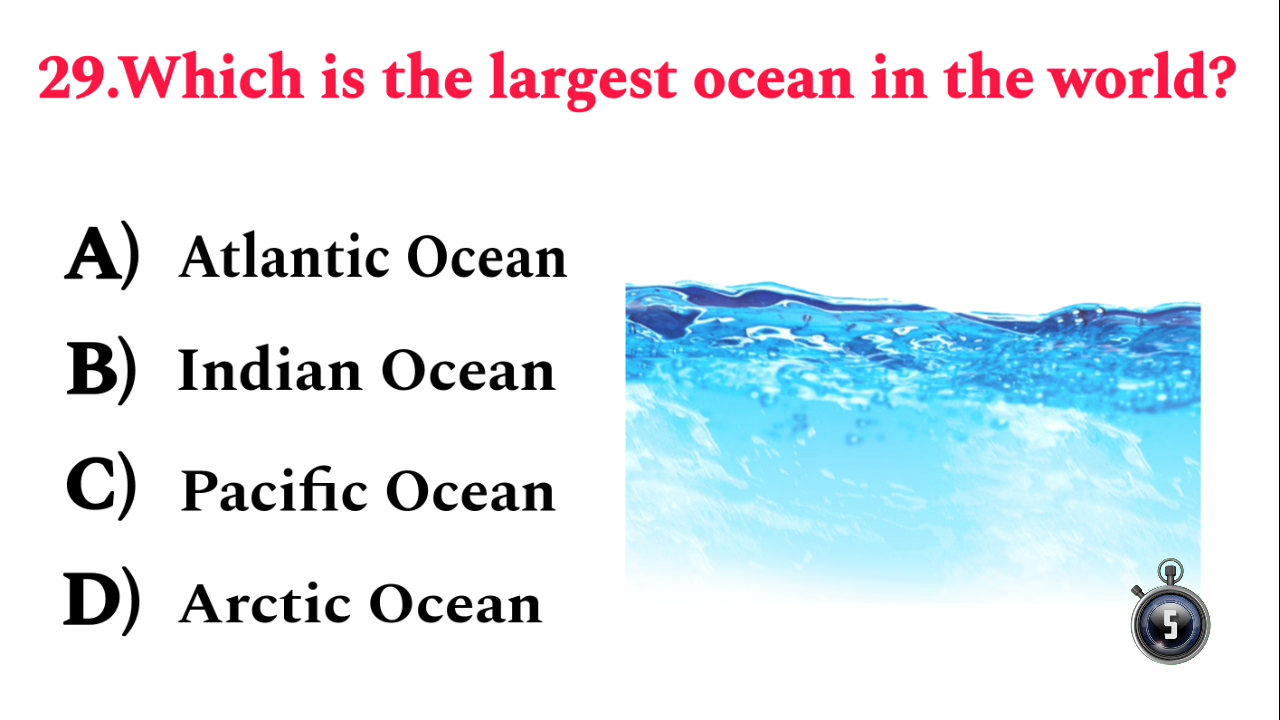 29.Which is the largest ocean in the world?
A) Atlantic Ocean
B) Indian Ocean
C) Pacific Ocean
D) Arctic Ocean
5